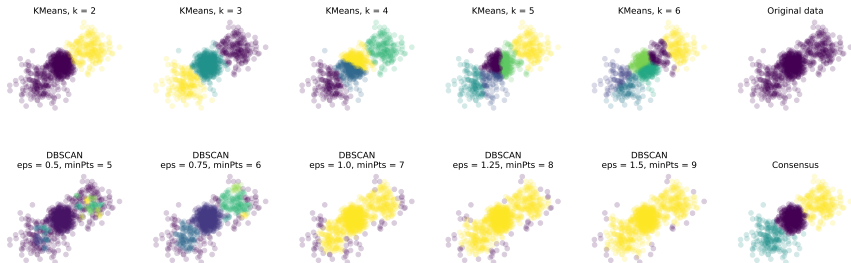 KMeans, k = 2
KMeans, k = 3
KMeans, k = 4
KMeans, k = 5
KMeans, k = 6
Original data
DBSCAN
eps = 0.5, minPts = 5
DBSCAN
eps = 0.75, minPts = 6
DBSCAN
eps = 1.0, minPts = 7
DBSCAN
eps = 1.25, minPts = 8
DBSCAN
eps = 1.5, minPts = 9
Consensus